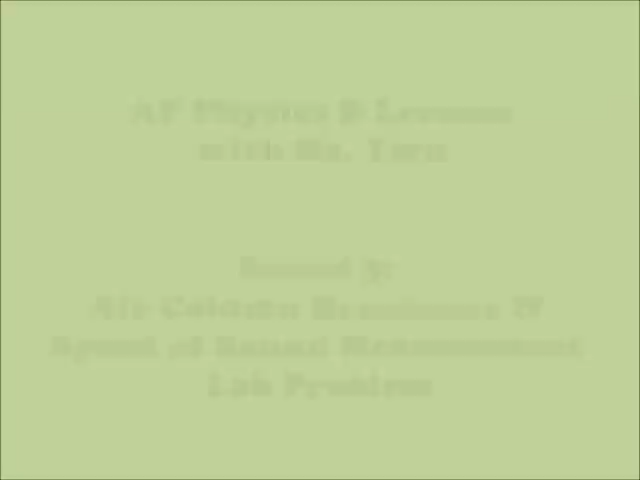 AP Physics B Lesson
with Ms.
Sound 3:
Air Column Resonance &
Speed of Sound Measurement
Lab Problem